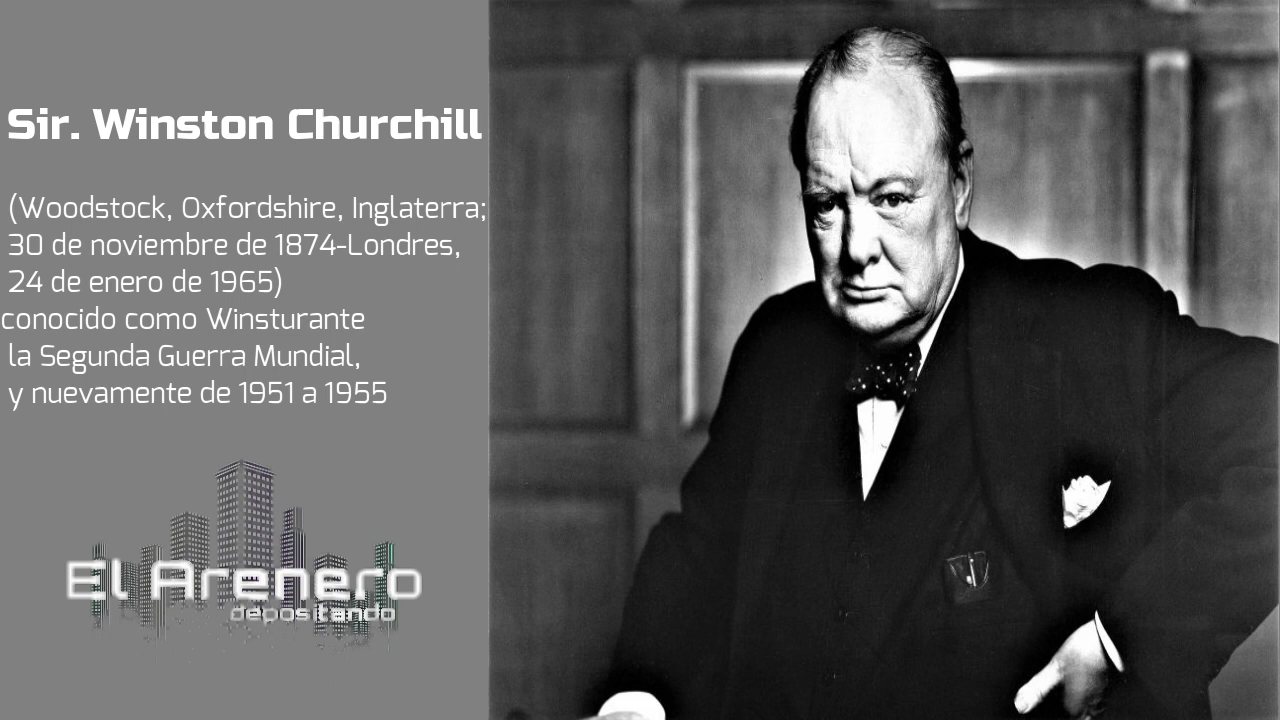 Sir. Winston Churchill
(Woodstock, Oxfordshire, Inglaterra;
30 de noviembre de 1874-Londres,
24 de enero de 1965)
conocido como Winsturante
la Segunda Guerra Mundial,
y nuevamente de 1951 a 1955
El Arenero
depositando